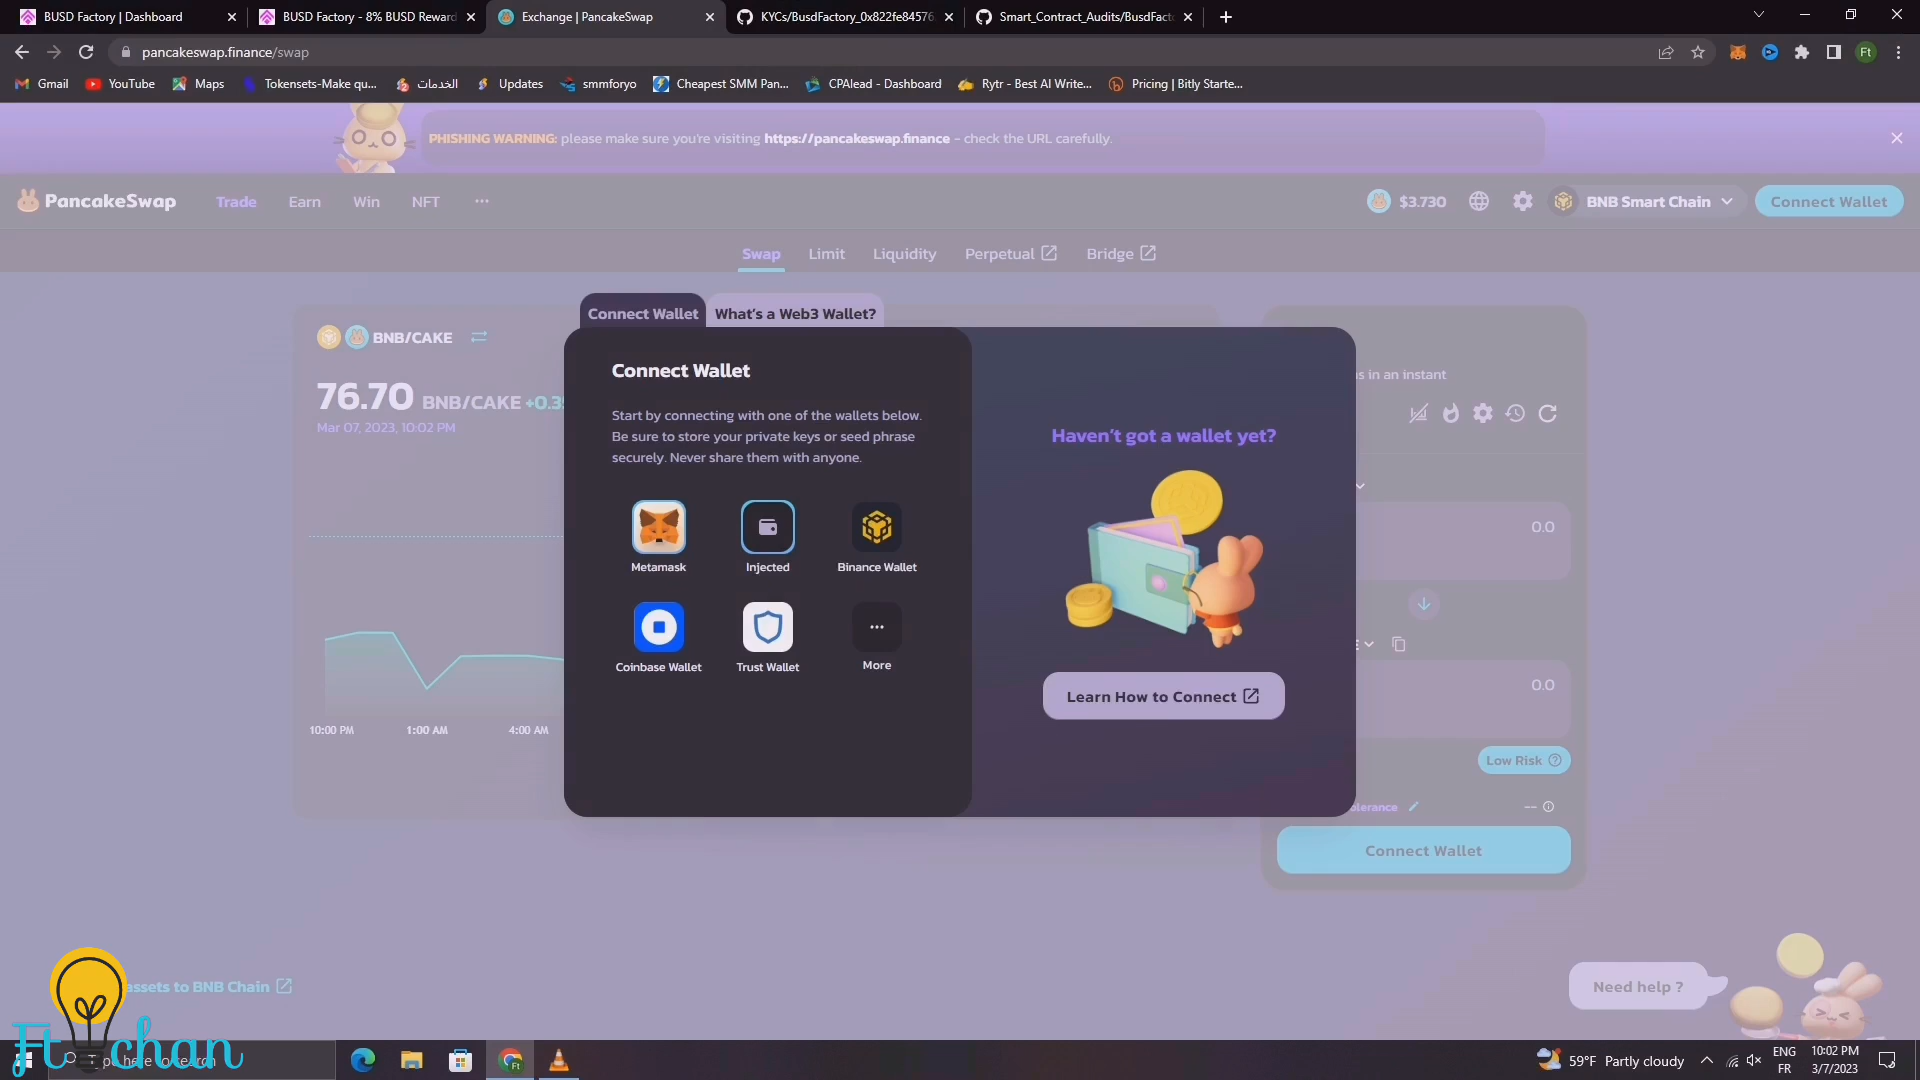 BUSD Factory | Dashboard
BUSD Factory - 8% BUSD Reward
Exchange | PancakeSwap
KYCs/BusdFactory_0x822fe84576
Smart_Contract_Audits/BusdFact
pancakeswap.finance/swap
Ft
Gmail
YouTube
Maps
Tokensets-Make qu...
الخدمات
Updates
smmforyo
Cheapest SMM Pan...
CPAlead - Dashboard
Rytr - Best AI Write...
Pricing | Bitly Starte...
PHISHING WARNING: please make sure you're visiting https://pancakeswap.finance - check the URL carefully.
PancakeSwap
Trade
Earn
Win
NFT
$3.730
BNB Smart Chain
Connect Wallet
Swap
Limit
Liquidity
Perpetual
Bridge
Connect Wallet
What's a Web3 Wallet?
BNB/CAKE
76.70 BNB/CAKE +0.3
Mar 07, 2023, 10:02 PM
10:00 PM
1:00 AM
4:00 AM
Connect Wallet
Start by connecting with one of the wallets below.
Be sure to store your private keys or seed phrase
securely. Never share them with anyone.
Metamask
Injected
Binance Wallet
Coinbase Wallet
Trust Wallet
More
Haven't got a wallet yet?
Learn How to Connect
s in an instant
0.0
0.0
Low Risk
olerance
Connect Wallet
assets to BNB Chain
Need help ?
Ft chan
59°F Partly cloudy
ENG
FR
10:02 PM
3/7/2023